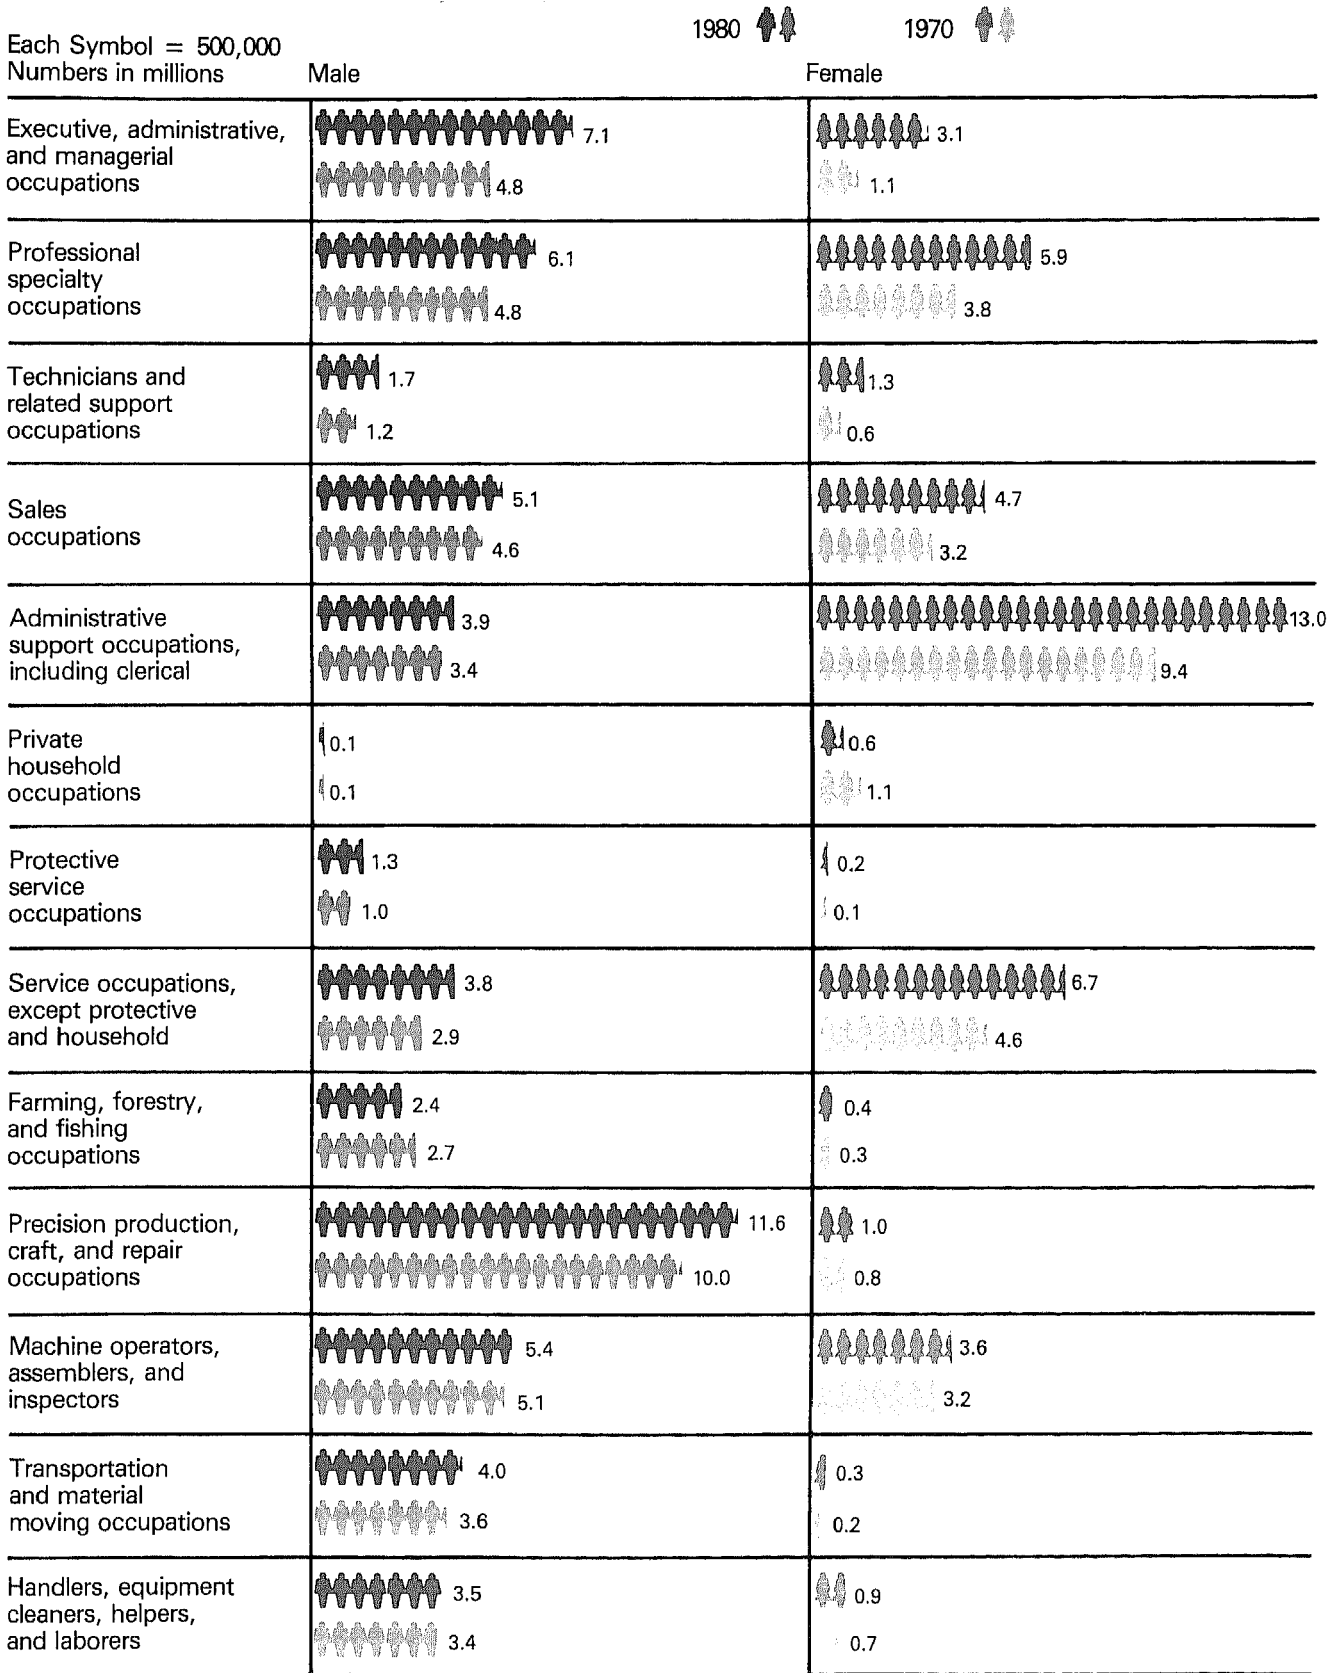 1980 1970
Each Symbol = 500,000
Numbers in millions Male Female
Executive, administrative,
and managerial
occupations
7.1 3.1
4.8 1.1
Professional
specialty
occupations
6.1 5.9
4.8 3.8
Technicians and
related support
occupations
1.7 1.3
1.2 0.6
Sales
occupations
5.1 4.7
4.6 3.2
Administrative
support occupations,
including clerical
3.9 13.0
3.4 9.4
Private
household
occupations
0.1 0.6
0.1 1.1
Protective
service
occupations
1.3 0.2
1.0 0.1
Service occupations,
except protective
and household
3.8 6.7
2.9 4.6
Farming, forestry,
and fishing
occupations
2.4 0.4
2.7 0.3
Precision production,
craft, and repair
occupations
11.6 1.0
10.0 0.8
Machine operators,
assemblers, and
inspectors
5.4 3.6
5.1 3.2
Transportation
and material
moving occupations
4.0 0.3
3.6 0.2
Handlers, equipment
cleaners, helpers,
and laborers
3.5 0.9
3.4 0.7